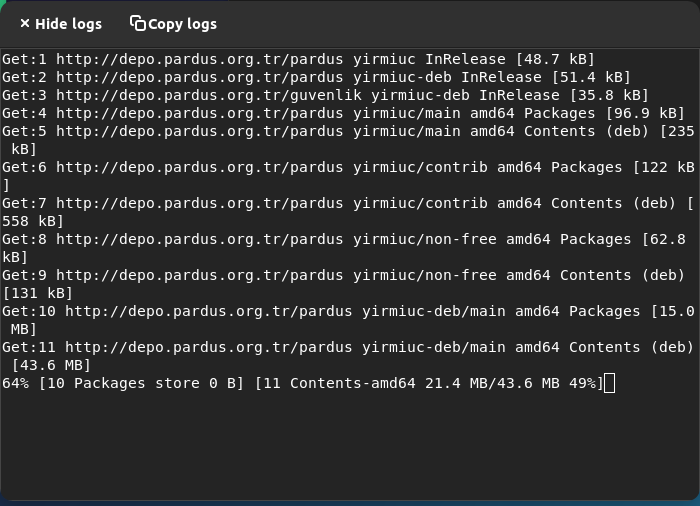 Hide logs
Copy logs
Get:1 http://depo.pardus.org.tr/pardus yirmiuc InRelease [48.7 kB]
Get:2 http://depo.pardus.org.tr/pardus yirmiuc-deb InRelease [51.4 kB]
Get:3 http://depo.pardus.org.tr/guvenlik yirmiuc-deb InRelease [35.8 kB]
Get:4 http://depo.pardus.org.tr/pardus yirmiuc/main amd64 Packages [96.9 kB]
Get:5 http://depo.pardus.org.tr/pardus yirmiuc/main amd64 Contents (deb) [235
 kB]
Get:6 http://depo.pardus.org.tr/pardus yirmiuc/contrib amd64 Packages [122 kB
]
Get:7 http://depo.pardus.org.tr/pardus yirmiuc/contrib amd64 Contents (deb) [
558 kB]
Get:8 http://depo.pardus.org.tr/pardus yirmiuc/non-free amd64 Packages [62.8
kB]
Get:9 http://depo.pardus.org.tr/pardus yirmiuc/non-free amd64 Contents (deb)
[131 kB]
Get:10 http://depo.pardus.org.tr/pardus yirmiuc-deb/main amd64 Packages [15.0
 MB]
Get:11 http://depo.pardus.org.tr/pardus yirmiuc-deb/main amd64 Contents (deb)
 [43.6 MB]
64% [10 Packages store 0 B] [11 Contents-amd64 21.4 MB/43.6 MB 49%]